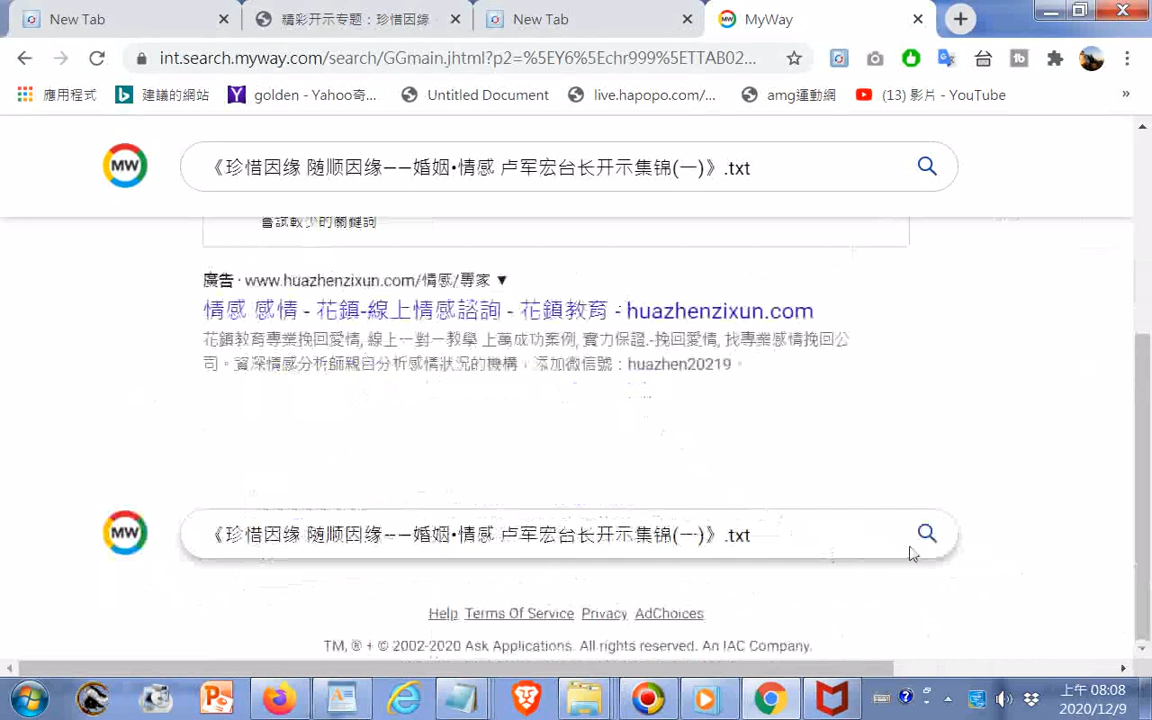 New Tab
精彩开示专题：珍惜因缘
New Tab
MyWay
int.search.myway.com/search/GGmain.jhtml?p2=%5EY6%5Echr999%5ETTAB02...
應用程式
建議的網站
golden - Yahoo奇...
Untitled Document
live.hapopo.com/...
amg運動網
(13) 影片 - YouTube
»
MW
《珍惜因缘 随顺因缘——婚姻•情感 卢军宏台长开示集锦(一)》.txt
嘗試較少的關鍵詞
廣告 · www.huazhenzixun.com/情感/專家 ▼
情感 感情 - 花鎮-線上情感諮詢 - 花鎮教育 - huazhenzixun.com
花鎮教育專業挽回愛情, 線上一對一教學 上萬成功案例, 實力保證.-挽回愛情, 找專業感情挽回公
司。資深情感分析師親自分析感情狀況的機構，添加微信號：huazhen20219。
MW
《珍惜因缘 随顺因缘——婚姻•情感 卢军宏台长开示集锦(一)》.txt
Help Terms Of Service Privacy AdChoices
TM, ® + © 2002-2020 Ask Applications. All rights reserved. An IAC Company.
上午 08:08
2020/12/9